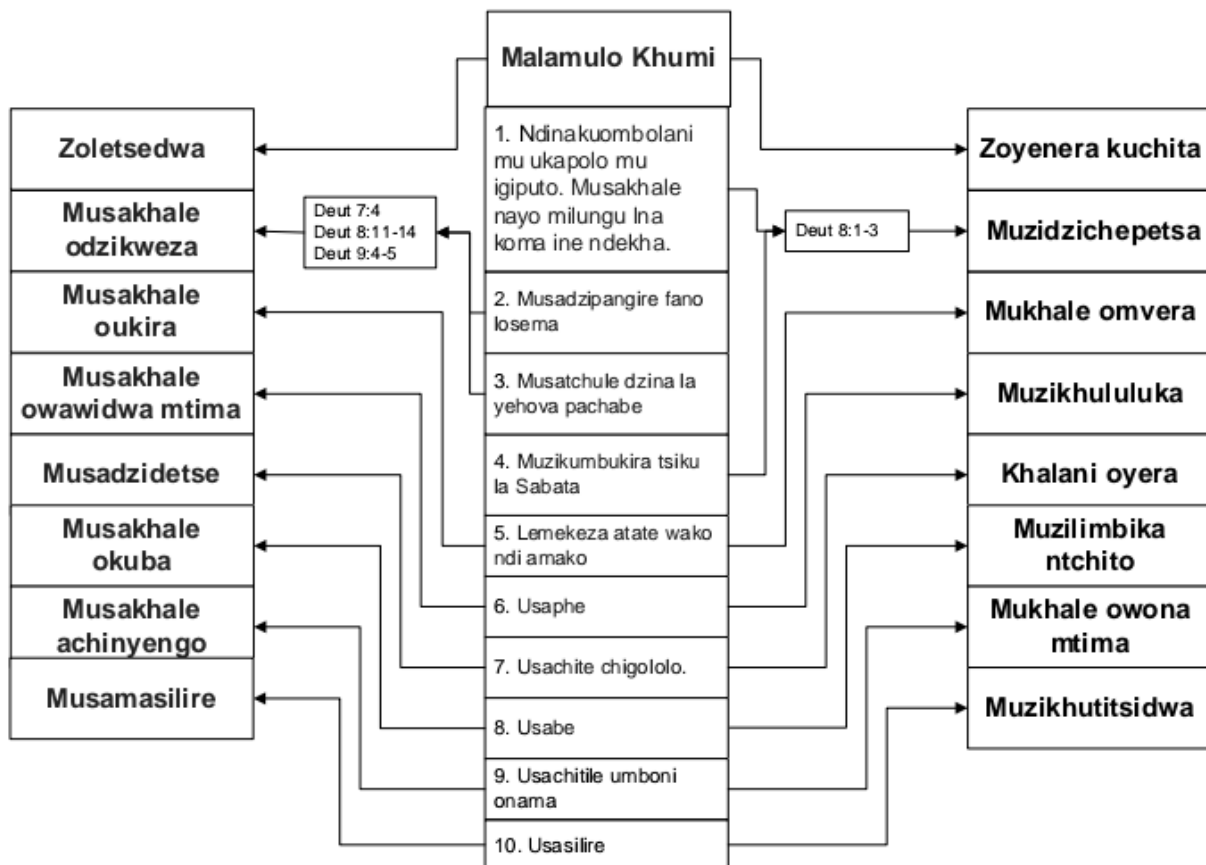 Malamulo Khumi
Zoletsedwa
Musakhale
odzikweza
Musakhale
oukira
Musakhale
owawidwa mtima
Musadzidetse
Musakhale
okuba
Musakhale
achinyengo
Musamasilire
Deut 7:4
Deut 8:11-14
Deut 9:4-5
1. Ndinakuombolani
mu ukapolo mu
igiputo. Musakhale
nayo milungu Ina
koma ine ndekha.
2. Musadzipangire fano
losema
3. Musatchule dzina la
yehova pachabe
4. Muzikumbukira tsiku
la Sabata
5. Lemekeza atate wako
ndi amako
6. Usaphe
7. Usachite chigololo.
8. Usabe
9. Usachitile umboni
onama
10. Usasilire
Deut 8:1-3
Zoyenera kuchita
Muzidzichepetsa
Mukhale omvera
Muzikhululuka
Khalani oyera
Muzilimbika
ntchito
Mukhale owona
mtima
Muzikhutitsidwa